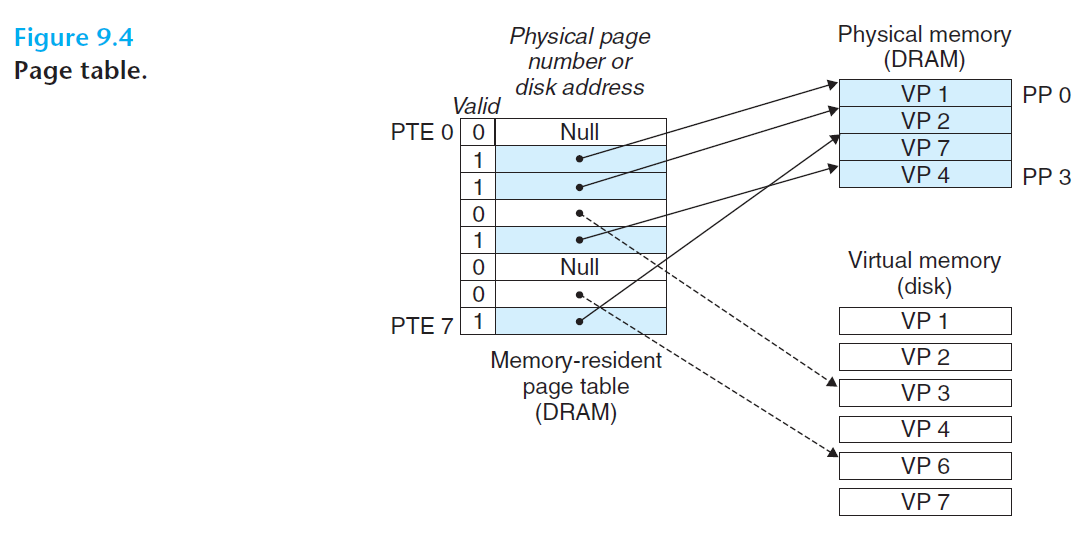 Figure 9.4
Page table.
Physical page
number or
disk address
Valid
PTE 0
0
Null
1
1
0
1
0
Null
0
PTE 7
1
Memory-resident
page table
(DRAM)
Physical memory
(DRAM)
VP 1
PP 0
VP 2
VP 7
VP 4
PP 3
Virtual memory
(disk)
VP 1
VP 2
VP 3
VP 4
VP 6
VP 7